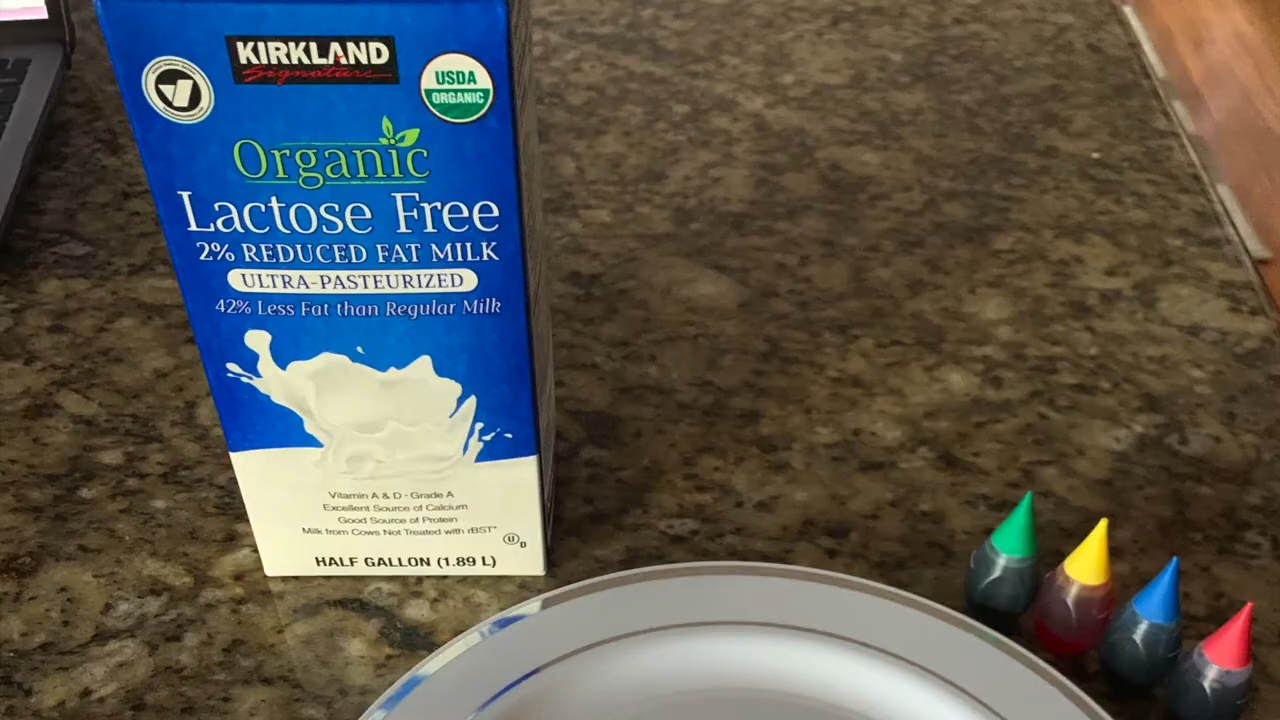 KIRKLAND
Signature
USDA
ORGANIC
Organic
Lactose Free
2% REDUCED FAT MILK
ULTRA-PASTEURIZED
42% Less Fat than Regular Milk
Vitamin A & D · Grade A
Excellent Source of Calcium
Good Source of Protein
Milk from Cows Not Treated with rBST*
U D
HALF GALLON (1.89 L)